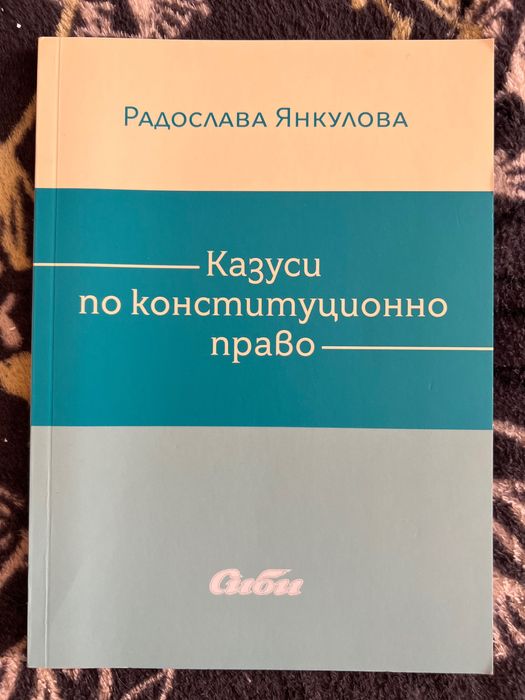 Радослава Янкулова
Казуси
по конституционно
право
Сиби